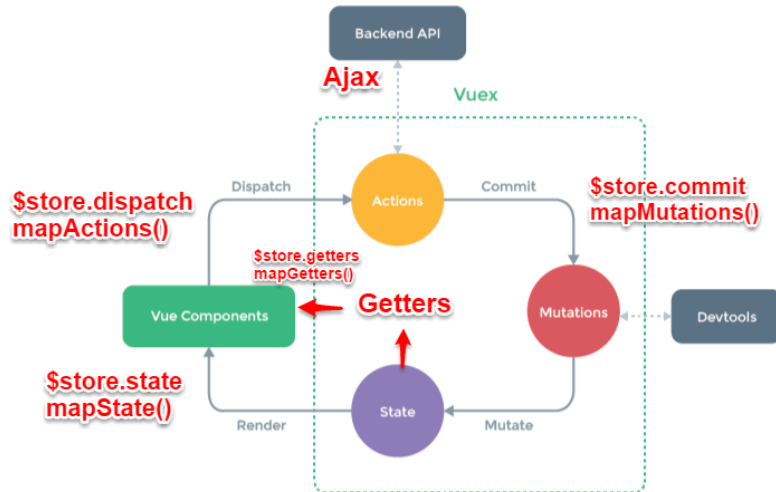 Backend API
Ajax
Vuex
Dispatch
Commit
$store.dispatch
mapActions()
Actions
$store.commit
mapMutations()
$store.getters
mapGetters()
Vue Components
Getters
Mutations
Devtools
$store.state
mapState()
State
Render
Mutate